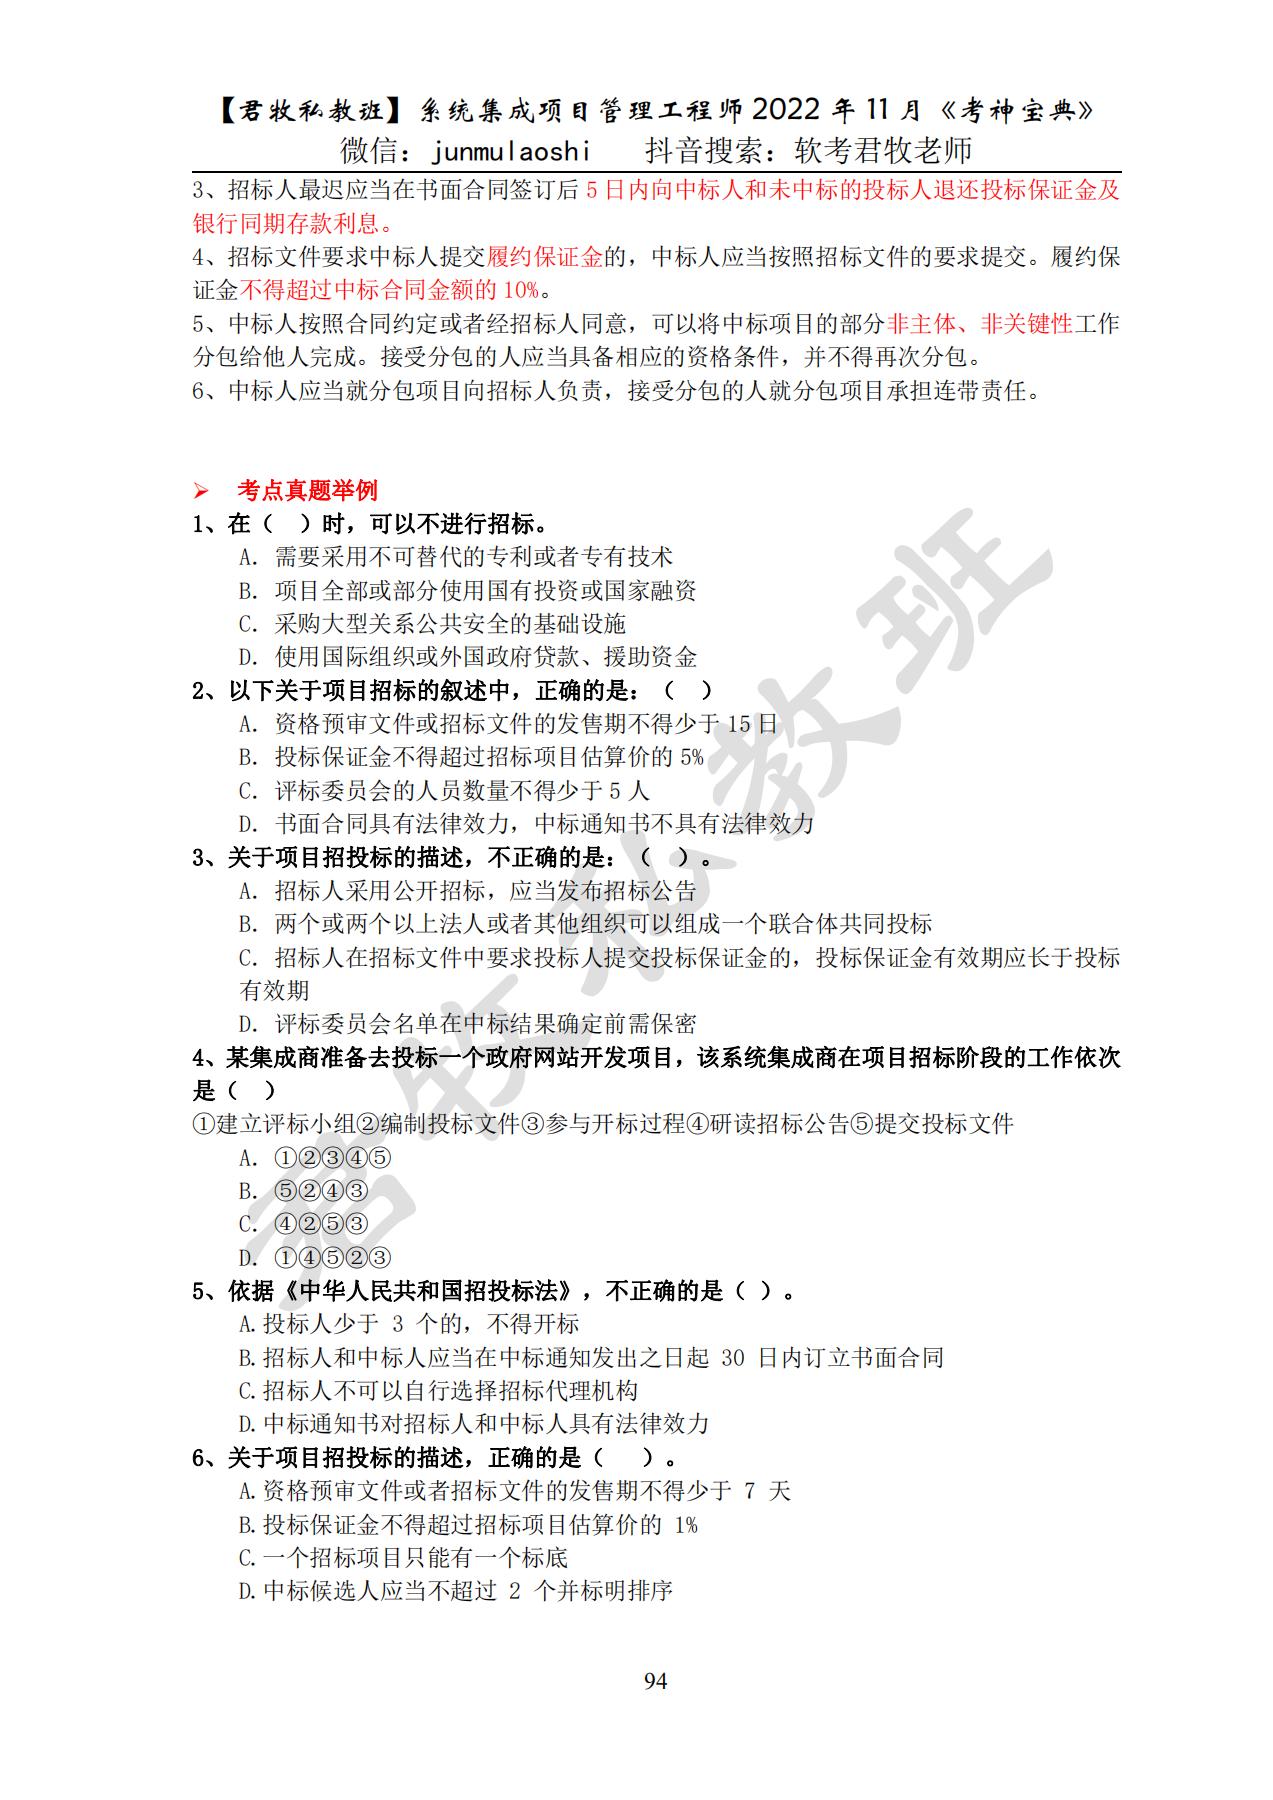 【君牧私教班】系统集成项目管理工程师 2022 年 11 月《考神宝典》
微信：junmulaoshi 抖音搜索：软考君牧老师
3、招标人最迟应当在书面合同签订后 5 日内向中标人和未中标的投标人退还投标保证金及
银行同期存款利息。
4、招标文件要求中标人提交履约保证金的，中标人应当按照招标文件的要求提交。履约保
证金不得超过中标合同金额的 10%。
5、中标人按照合同约定或者经招标人同意，可以将中标项目的部分非主体、非关键性工作
分包给他人完成。接受分包的人应当具备相应的资格条件，并不得再次分包。
6、中标人应当就分包项目向招标人负责，接受分包的人就分包项目承担连带责任。
➢ 考点真题举例
1、在（ ）时，可以不进行招标。
A．需要采用不可替代的专利或者专有技术
B．项目全部或部分使用国有投资或国家融资
C．采购大型关系公共安全的基础设施
D．使用国际组织或外国政府贷款、援助资金
2、以下关于项目招标的叙述中，正确的是：（ ）
A．资格预审文件或招标文件的发售期不得少于 15 日
B．投标保证金不得超过招标项目估算价的 5%
C．评标委员会的人员数量不得少于 5 人
D．书面合同具有法律效力，中标通知书不具有法律效力
3、关于项目招投标的描述，不正确的是：（ ）。
A．招标人采用公开招标，应当发布招标公告
B．两个或两个以上法人或者其他组织可以组成一个联合体共同投标
C．招标人在招标文件中要求投标人提交投标保证金的，投标保证金有效期应长于投标
有效期
D．评标委员会名单在中标结果确定前需保密
4、某集成商准备去投标一个政府网站开发项目，该系统集成商在项目招标阶段的工作依次
是（ ）
①建立评标小组②编制投标文件③参与开标过程④研读招标公告⑤提交投标文件
A．①②③④⑤
B．⑤②④③
C．④②⑤③
D．①④⑤②③
5、依据《中华人民共和国招投标法》，不正确的是（ ）。
A.投标人少于 3 个的，不得开标
B.招标人和中标人应当在中标通知发出之日起 30 日内订立书面合同
C.招标人不可以自行选择招标代理机构
D.中标通知书对招标人和中标人具有法律效力
6、关于项目招投标的描述，正确的是（ ）。
A.资格预审文件或者招标文件的发售期不得少于 7 天
B.投标保证金不得超过招标项目估算价的 1%
C.一个招标项目只能有一个标底
D.中标候选人应当不超过 2 个并标明排序
君牧私教班
94